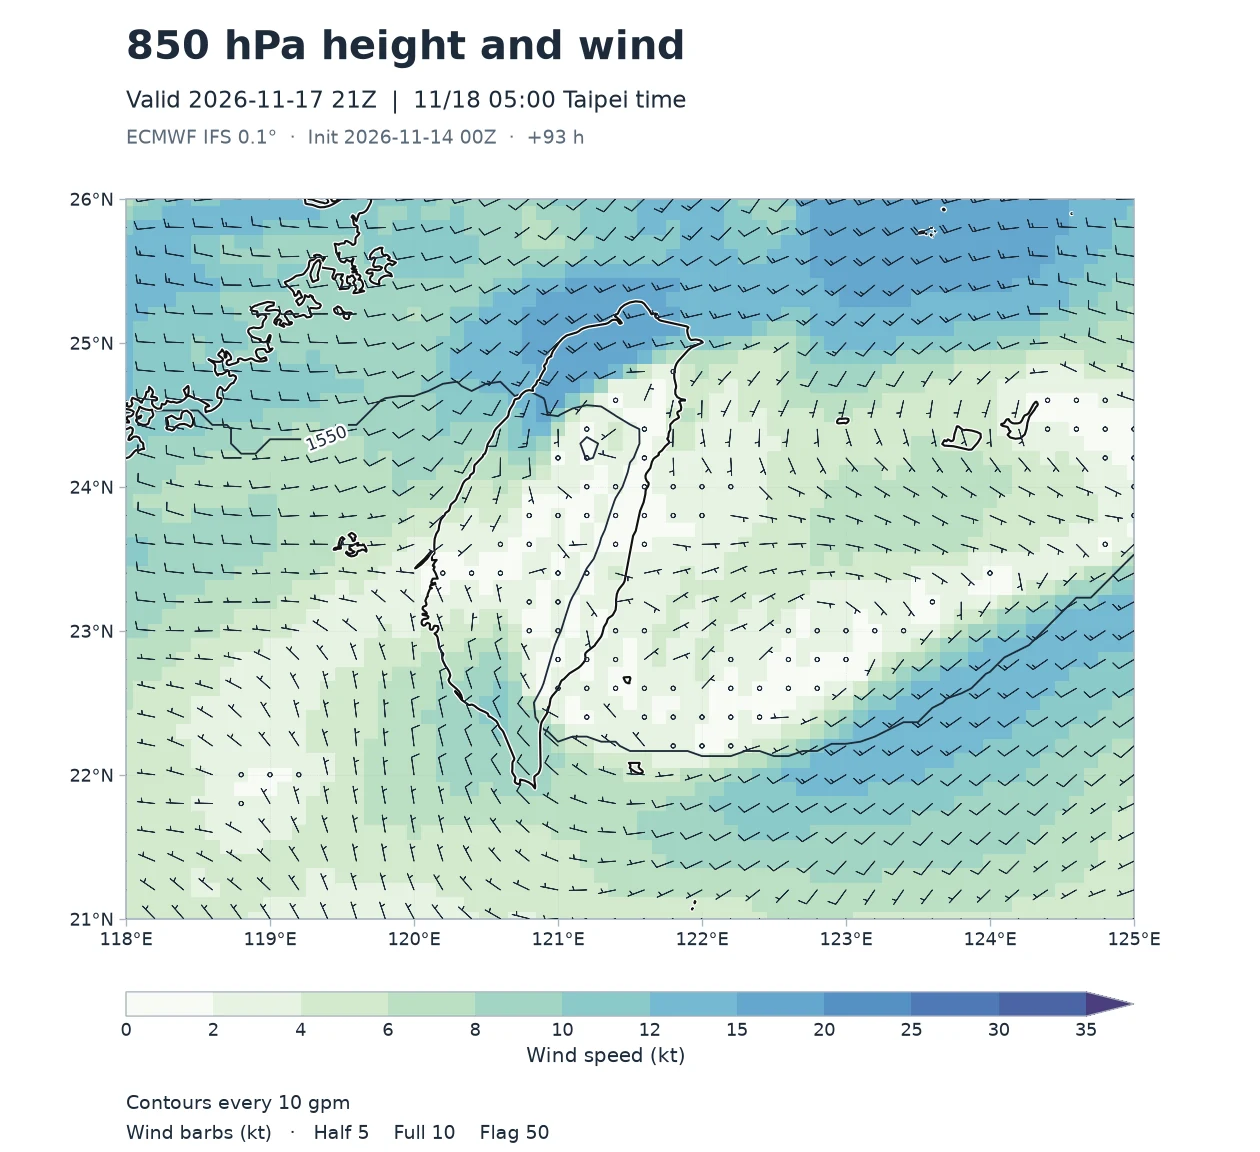 850 hPa height and wind
Valid 2026-11-17 21Z | 11/18 05:00 Taipei time
ECMWF IFS 0.1° · Init 2026-11-14 00Z · +93 h
26°N
25°N
24°N
23°N
22°N
21°N
1550
118°E 119°E 120°E 121°E 122°E 123°E 124°E 125°E
0 2 4 6 8 10 12 15 20 25 30 35
Wind speed (kt)
Contours every 10 gpm
Wind barbs (kt) · Half 5 Full 10 Flag 50